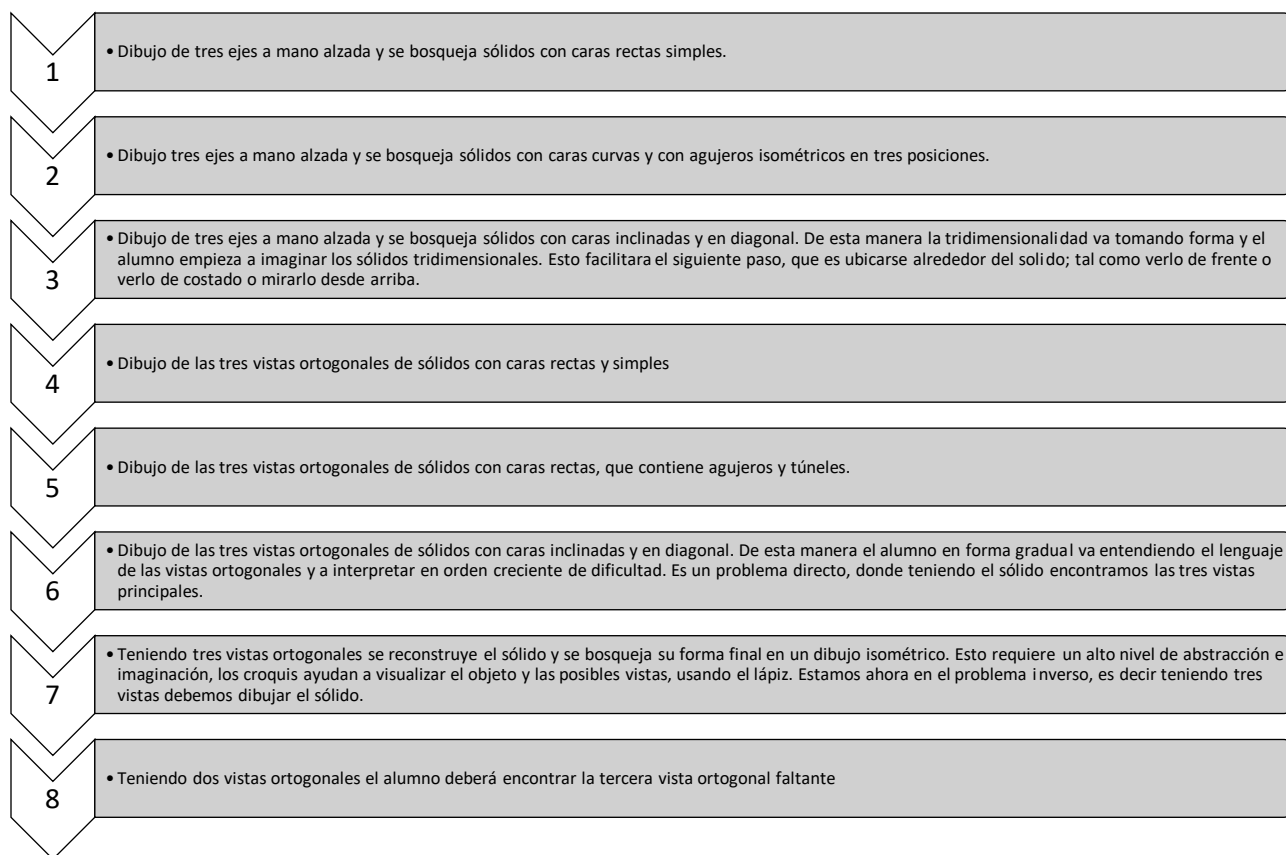 1
• Dibujo de tres ejes a mano alzada y se bosqueja sólidos con caras rectas simples.
2
• Dibujo tres ejes a mano alzada y se bosqueja sólidos con caras curvas y con agujeros isométricos en tres posiciones.
3
• Dibujo de tres ejes a mano alzada y se bosqueja sólidos con caras inclinadas y en diagonal. De esta manera la tridimensionalidad va tomando forma y el
alumno empieza a imaginar los sólidos tridimensionales. Esto facilitara el siguiente paso, que es ubicarse alrededor del solido; tal como verlo de frente o
verlo de costado o mirarlo desde arriba.
4
• Dibujo de las tres vistas ortogonales de sólidos con caras rectas y simples
5
• Dibujo de las tres vistas ortogonales de sólidos con caras rectas, que contiene agujeros y túneles.
6
• Dibujo de las tres vistas ortogonales de sólidos con caras inclinadas y en diagonal. De esta manera el alumno en forma gradual va entendiendo el lenguaje
de las vistas ortogonales y a interpretar en orden creciente de dificultad. Es un problema directo, donde teniendo el sólido encontramos las tres vistas
principales.
7
• Teniendo tres vistas ortogonales se reconstruye el sólido y se bosqueja su forma final en un dibujo isométrico. Esto requiere un alto nivel de abstracción e
imaginación, los croquis ayudan a visualizar el objeto y las posibles vistas, usando el lápiz. Estamos ahora en el problema inverso, es decir teniendo tres
vistas debemos dibujar el sólido.
8
• Teniendo dos vistas ortogonales el alumno deberá encontrar la tercera vista ortogonal faltante